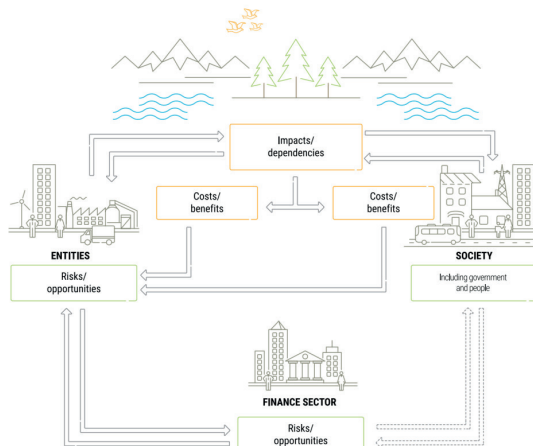 Impacts/
dependencies
Costs/
benefits
Costs/
benefits
ENTITIES
Risks/
opportunities
SOCIETY
Including government
and people
FINANCE SECTOR
Risks/
opportunities